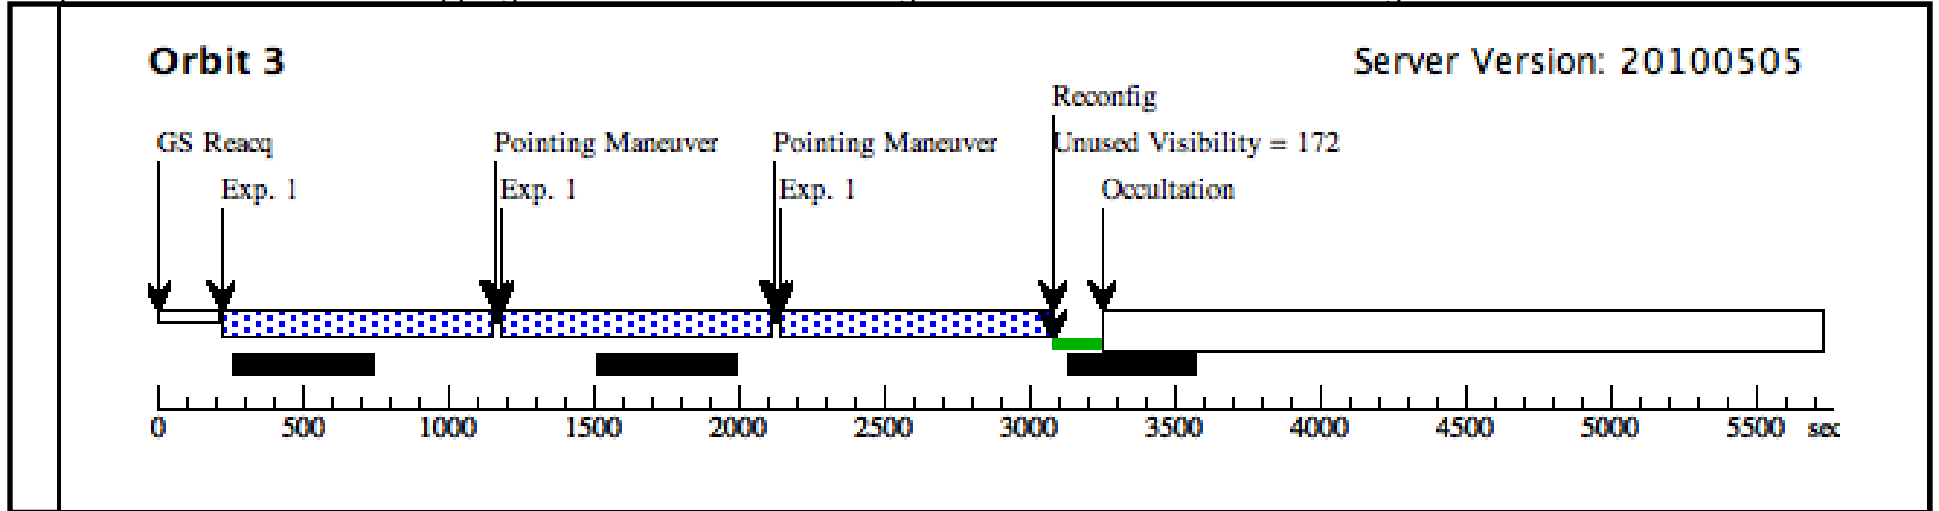 Orbit 3
Server Version: 20100505
Reconfig
GS Reacq
Pointing Maneuver
Pointing Maneuver
Unused Visibility = 172
Exp. 1
Exp. 1
Exp. 1
Occultation
0 500 1000 1500 2000 2500 3000 3500 4000 4500 5000 5500 sec